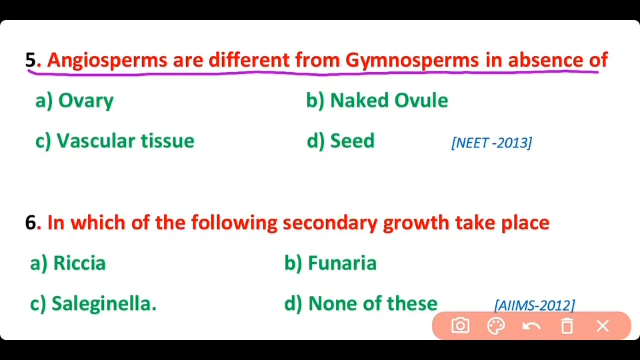 5. Angiosperms are different from Gymnosperms in absence of
a) Ovary b) Naked Ovule
c) Vascular tissue d) Seed [NEET -2013]
6. In which of the following secondary growth take place
a) Riccia b) Funaria
c) Saleginella. d) None of these [AIIMS-2012]